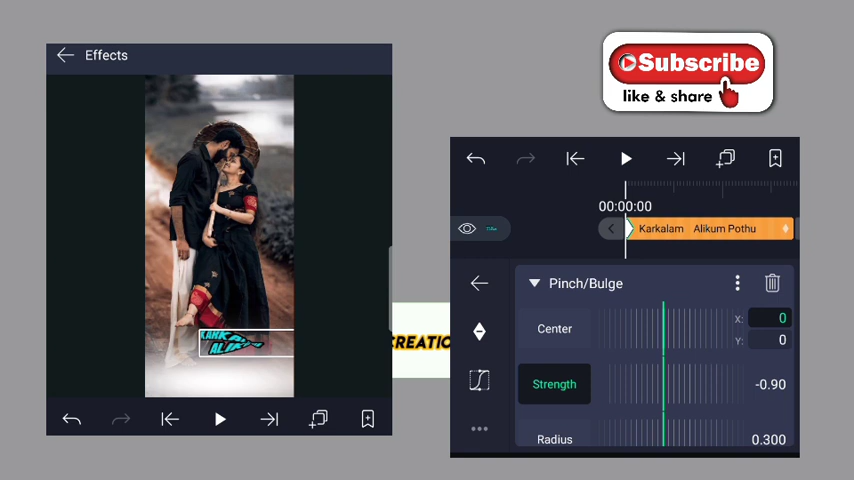 Effects
Subscribe
like & share
00:00:00
Karkalam Alikum Pothu
Pinch/Bulge
Center
X: 0
Y: 0
Strength
-0.90
Radius
0.300
CREATIO